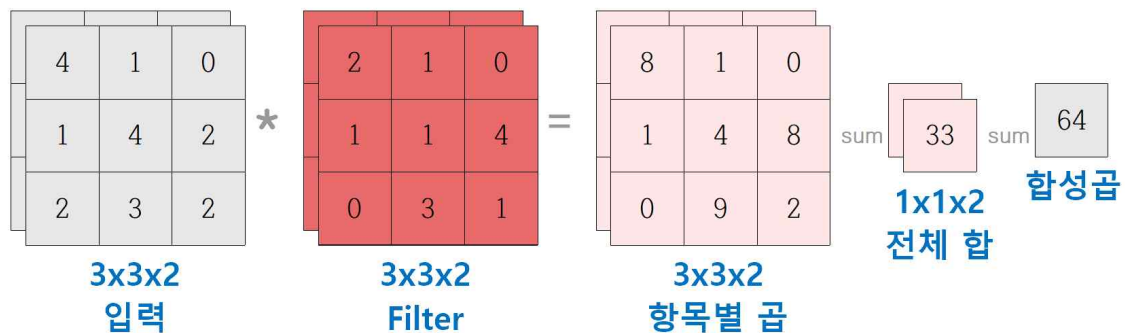 4 1 0
1 4 2
2 3 2
3x3x2
입력
*
2 1 0
1 1 4
0 3 1
3x3x2
Filter
=
8 1 0
1 4 8
0 9 2
3x3x2
항목별 곱
sum
33
1x1x2
전체 합
sum
64
합성곱